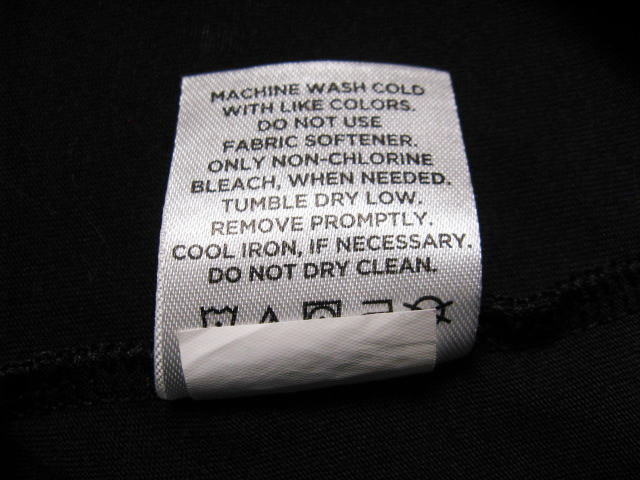 MACHINE WASH COLD
WITH LIKE COLORS.
DO NOT USE
FABRIC SOFTENER.
ONLY NON-CHLORINE
BLEACH, WHEN NEEDED.
TUMBLE DRY LOW.
REMOVE PROMPTLY.
COOL IRON, IF NECESSARY.
DO NOT DRY CLEAN.